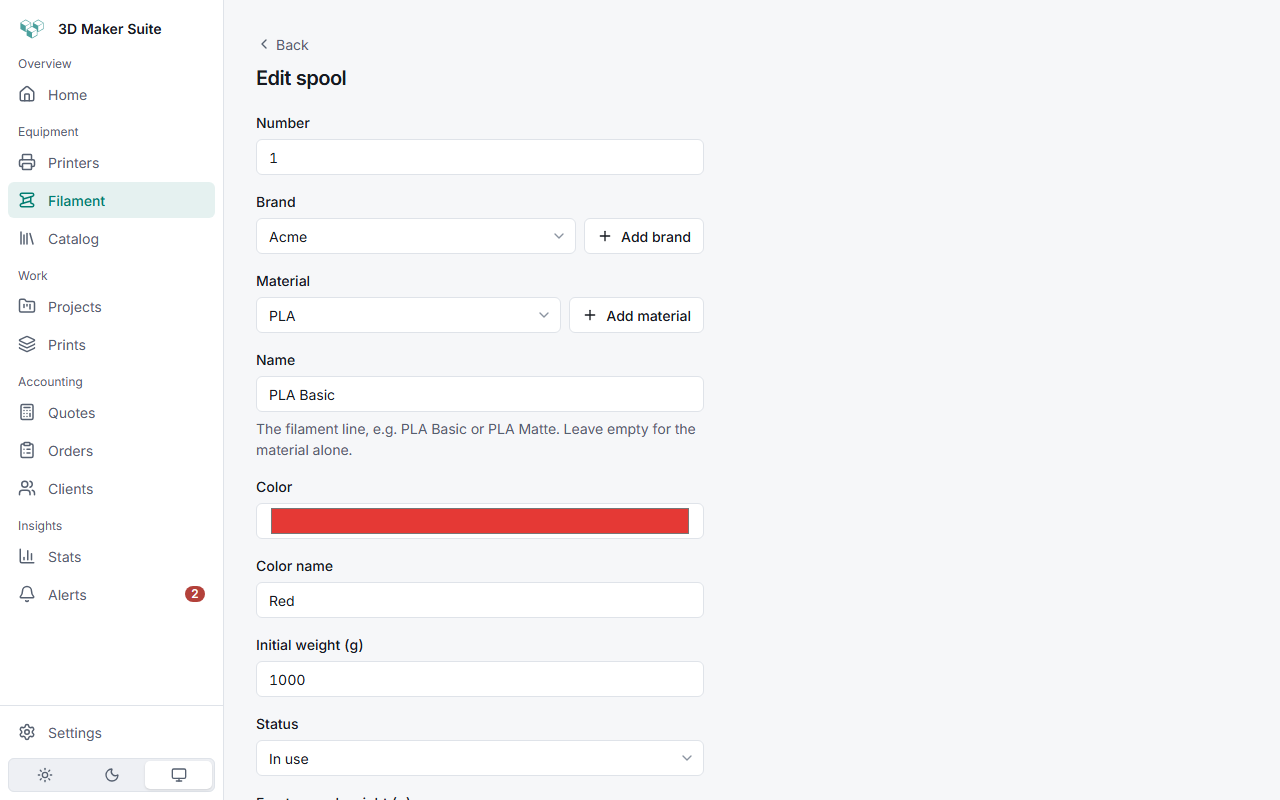 3D Maker Suite
Overview
Home
Equipment
Printers
Filament
Catalog
Work
Projects
Prints
Accounting
Quotes
Orders
Clients
Insights
Stats
Alerts 2
Settings
Back
Edit spool
Number
1
Brand
Acme
Add brand
Material
PLA
Add material
Name
PLA Basic
The filament line, e.g. PLA Basic or PLA Matte. Leave empty for the
material alone.
Color
Color name
Red
Initial weight (g)
1000
Status
In use